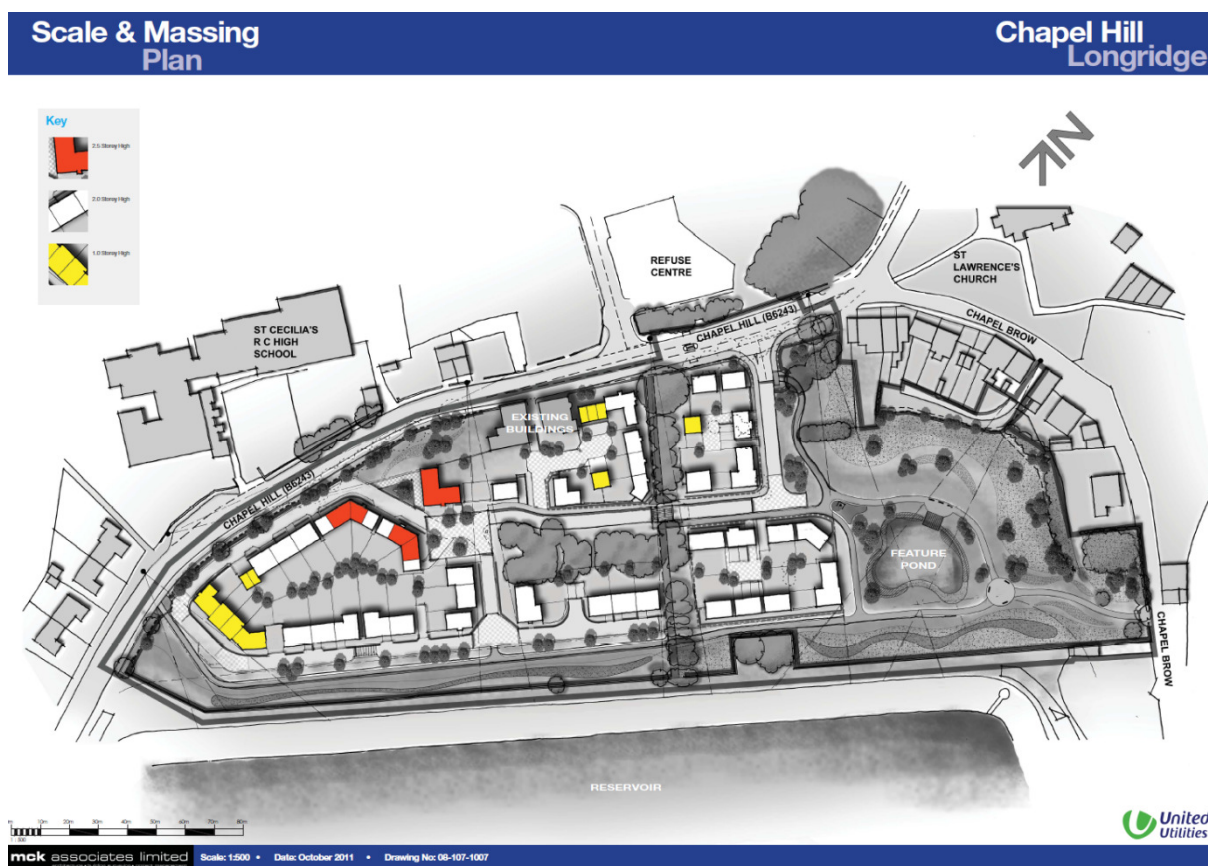 Scale & Massing
Plan
Chapel Hill
Longridge
Key
2.5 Storey High
2.0 Storey High
1.0 Storey High
N
REFUSE
CENTRE
ST
LAWRENCE'S
CHURCH
ST CECILIA'S
R C HIGH
SCHOOL
CHAPEL HILL (B6243)
CHAPEL BROW
EXISTING
BUILDINGS
CHAPEL HILL (B6243)
FEATURE
POND
CHAPEL BROW
RESERVOIR
10m 20m 30m 40m 50m 60m 70m 80m
1 : 500
United
Utilities
mck associates limited Scale: 1:500 • Date: October 2011 • Drawing No: 08-107-1007